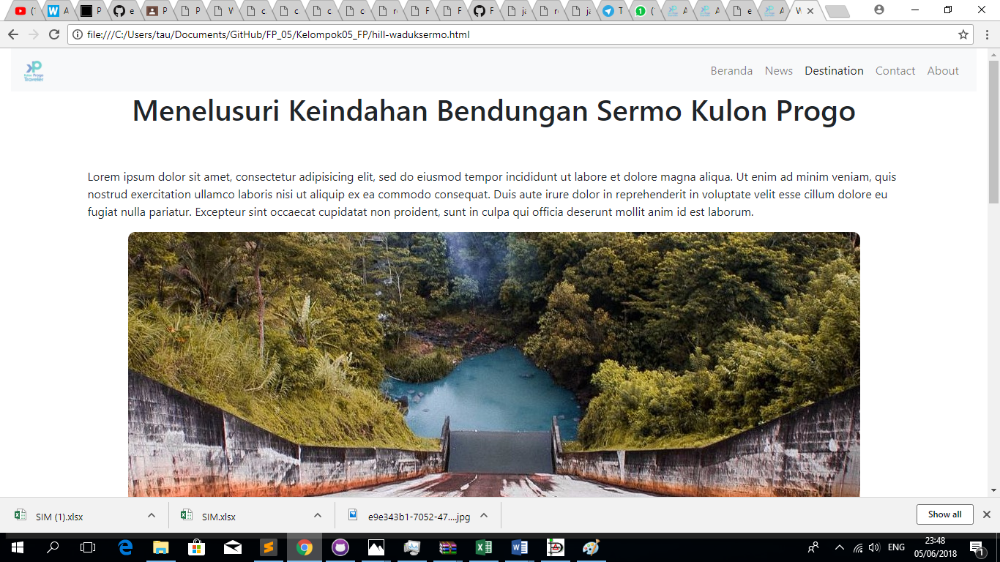 A
P
e
P
P
W
c
c
c
c
r
F
F
F
j
r
j
T
(
A
A
e
A
W
file:///C:/Users/tau/Documents/GitHub/FP_05/Kelompok05_FP/hill-waduksermo.html
Kulon Progo
Traveler
Beranda News Destination Contact About
Menelusuri Keindahan Bendungan Sermo Kulon Progo
Lorem ipsum dolor sit amet, consectetur adipisicing elit, sed do eiusmod tempor incididunt ut labore et dolore magna aliqua. Ut enim ad minim veniam, quis
nostrud exercitation ullamco laboris nisi ut aliquip ex ea commodo consequat. Duis aute irure dolor in reprehenderit in voluptate velit esse cillum dolore eu
fugiat nulla pariatur. Excepteur sint occaecat cupidatat non proident, sunt in culpa qui officia deserunt mollit anim id est laborum.
SIM (1).xlsx
SIM.xlsx
e9e343b1-7052-47....jpg
Show all
ENG
23:48
05/06/2018
1